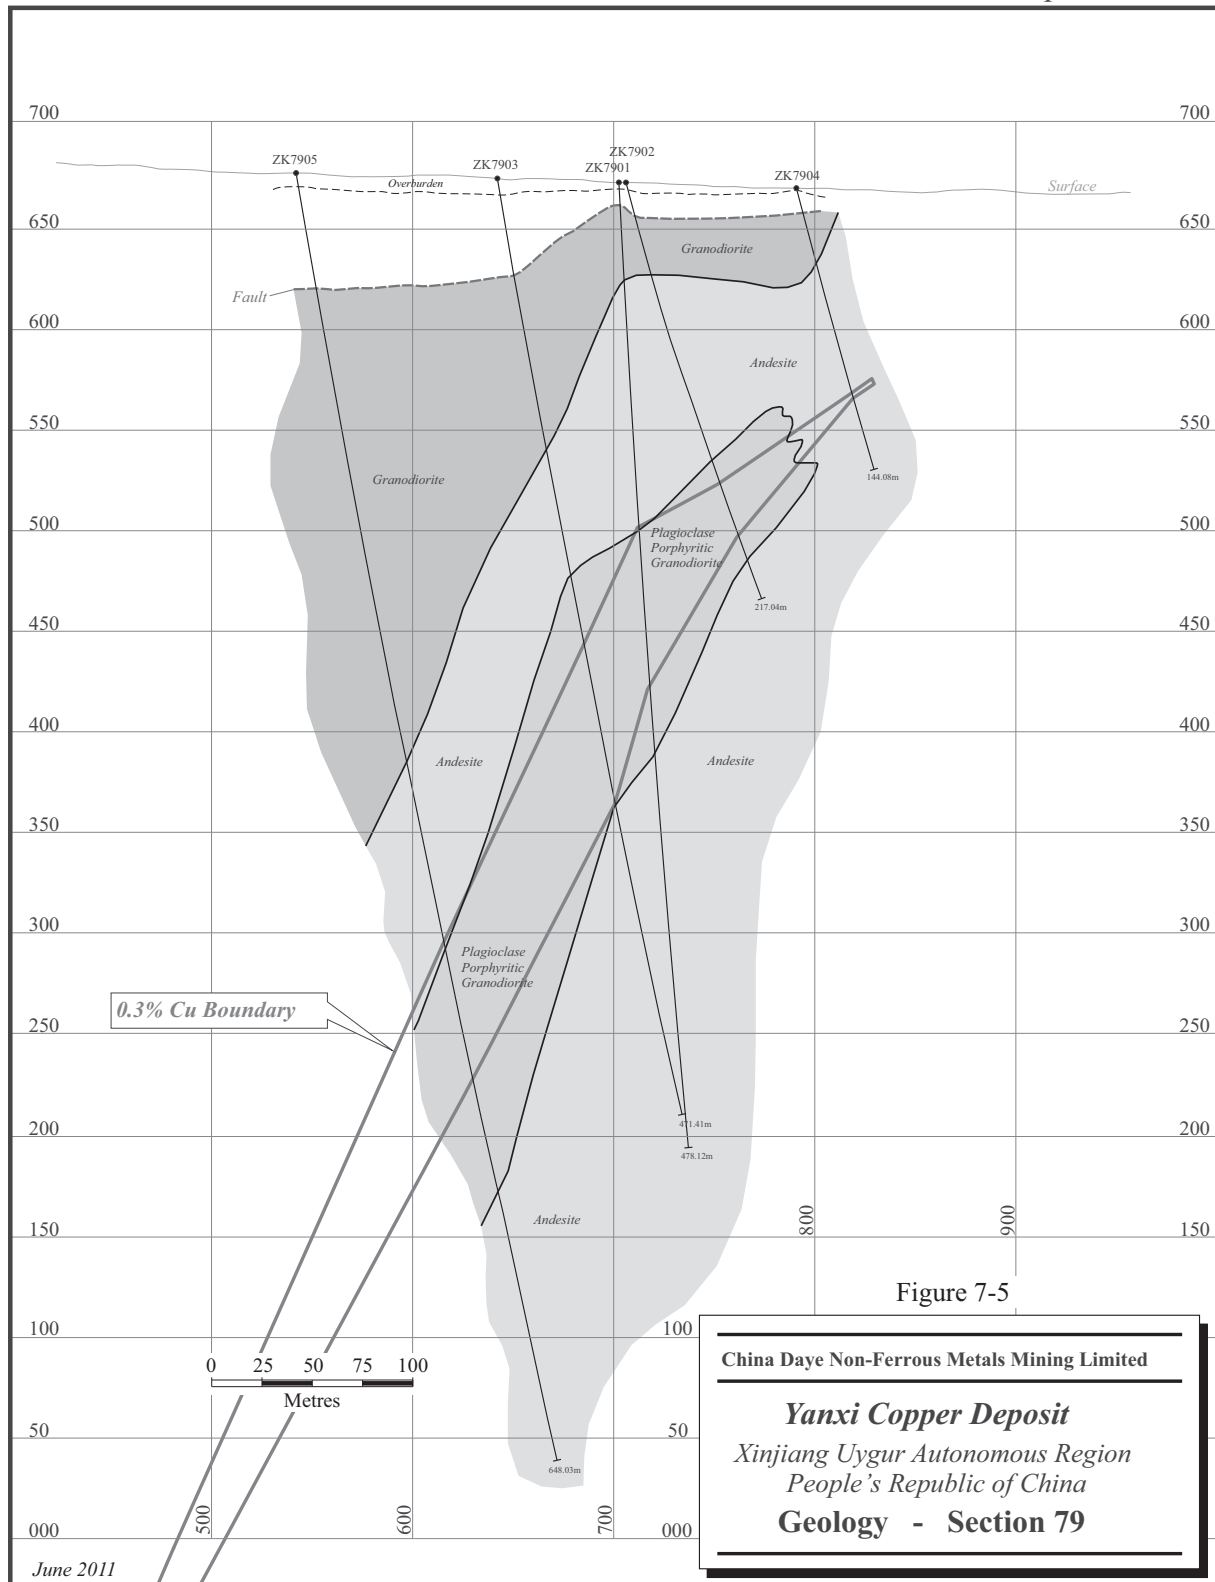 700
700
ZK7902
ZK7905
ZK7903
ZK7901
ZK7904
Overburden
Surface
650
650
Granodiorite
Fault
600
600
Andesite
550
550
Granodiorite
144.08m
500
500
Plagioclase
Porphyritic
Granodiorite
217.04m
450
450
400
400
Andesite
Andesite
350
350
300
300
Plagioclase
Porphyritic
Granodiorite
0.3% Cu Boundary
250
250
471.41m
200
200
478.12m
Andesite
150
800
900
150
Figure 7-5
100
100
0 25 50 75 100
Metres
China Daye Non-Ferrous Metals Mining Limited
Yanxi Copper Deposit
Xinjiang Uygur Autonomous Region
People's Republic of China
Geology - Section 79
50
50
648.03m
500
600
700
000
000
June 2011